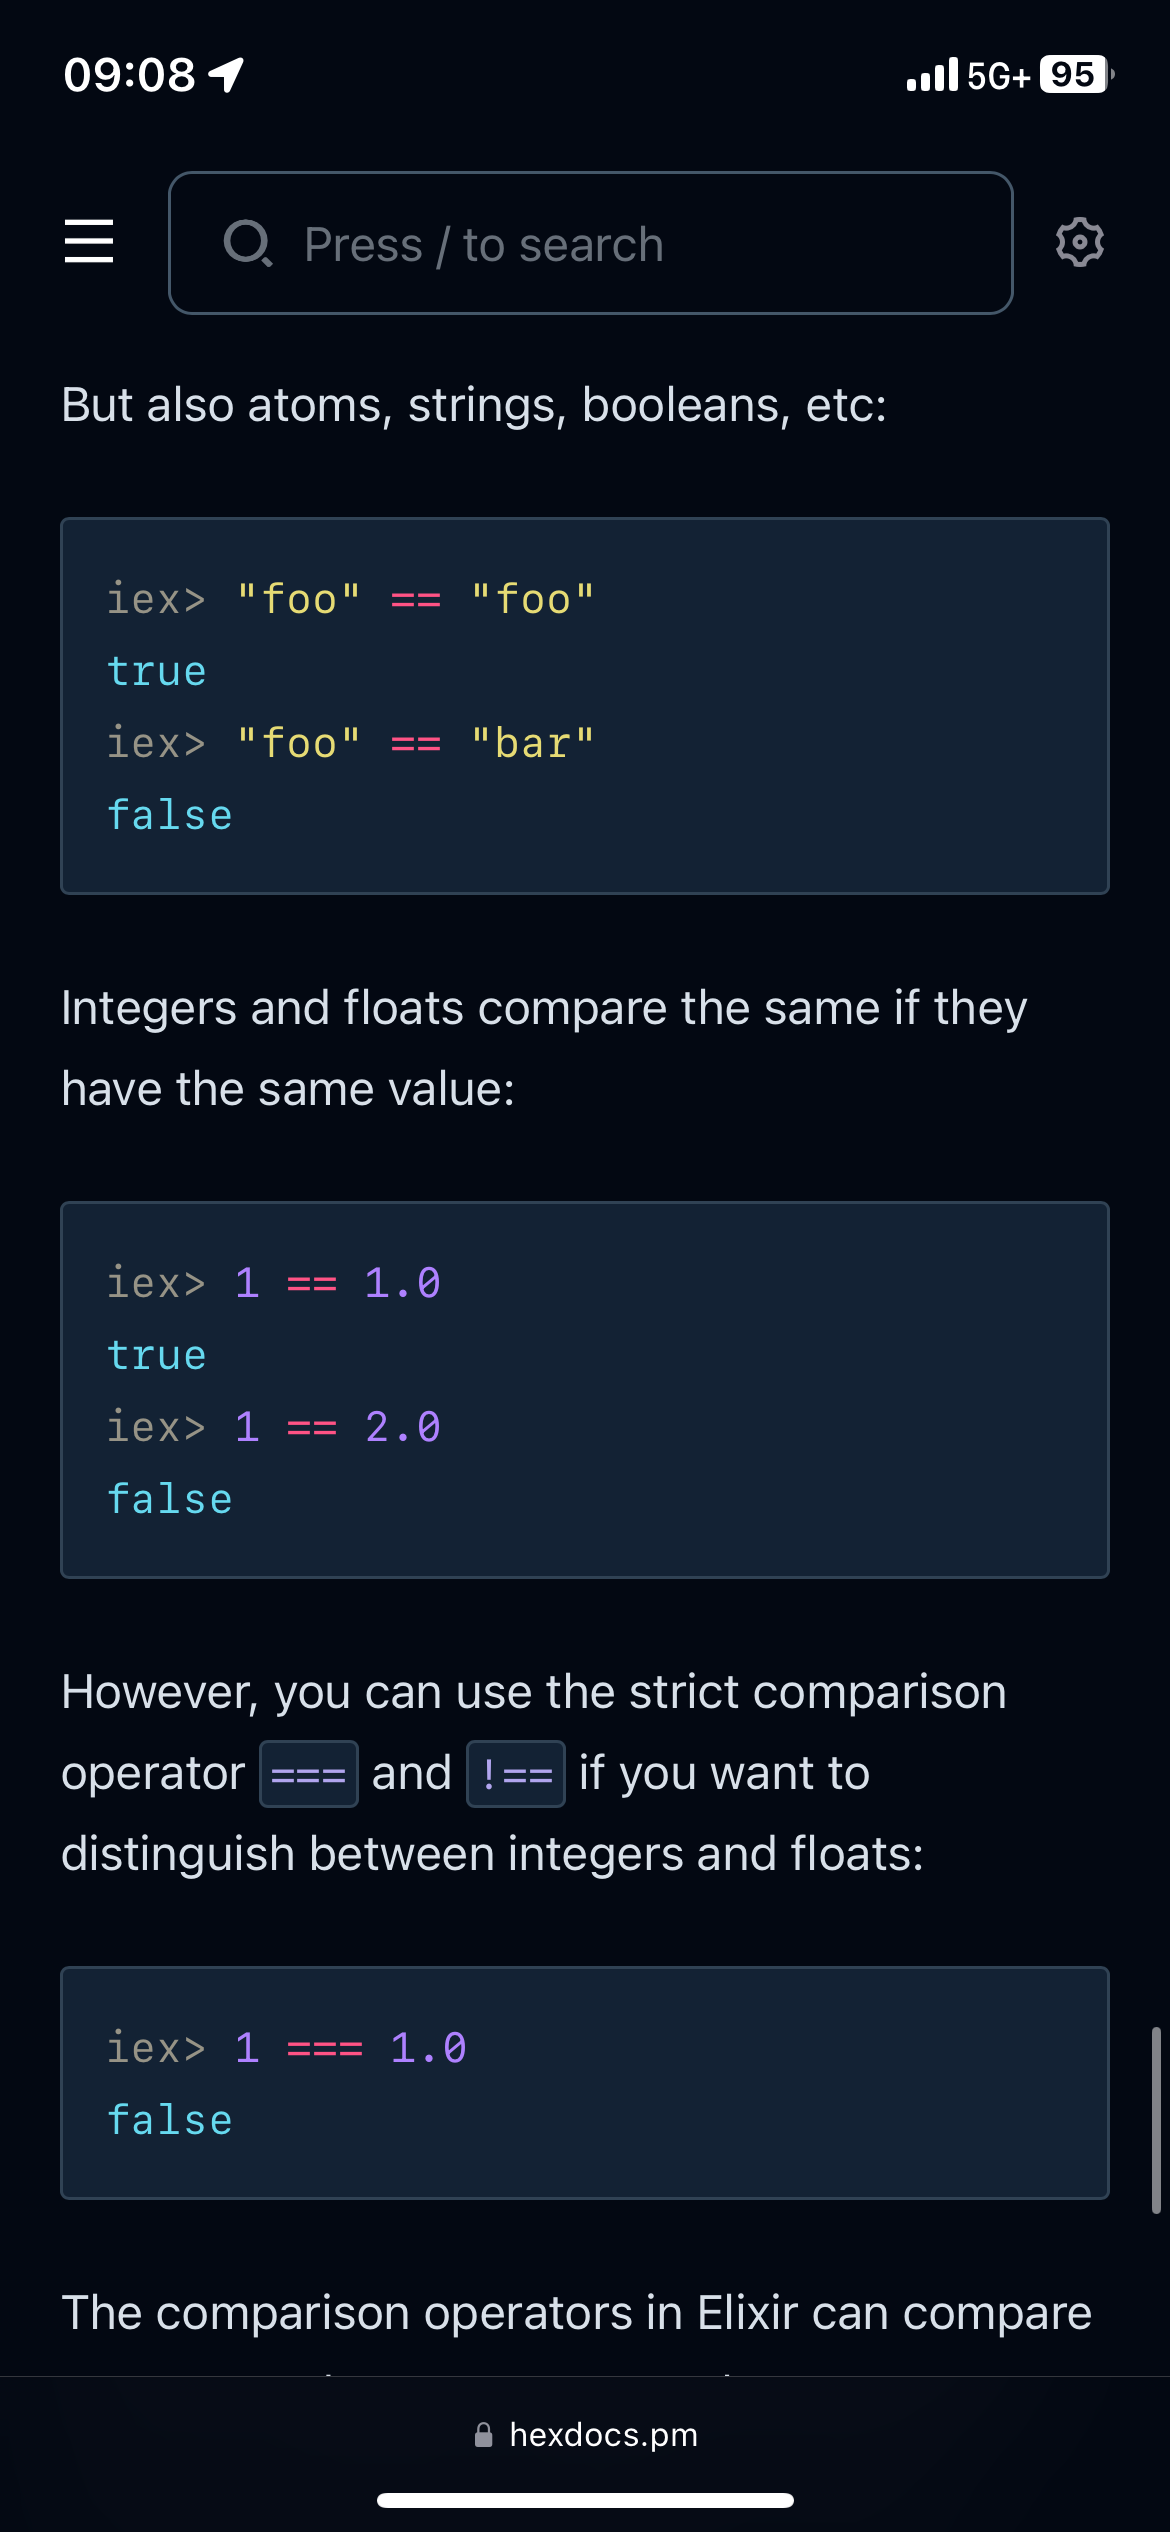 09:08
5G+ 95
Press / to search
But also atoms, strings, booleans, etc:
iex> "foo" == "foo"
true
iex> "foo" == "bar"
false
Integers and floats compare the same if they
have the same value:
iex> 1 == 1.0
true
iex> 1 == 2.0
false
However, you can use the strict comparison
operator === and !== if you want to
distinguish between integers and floats:
iex> 1 === 1.0
false
The comparison operators in Elixir can compare
hexdocs.pm